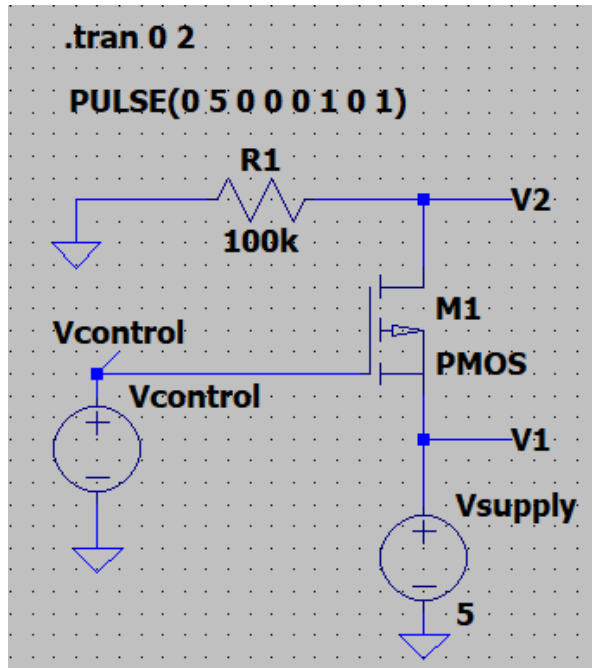 .tran 0 2
PULSE(0 5 0 0 0 1 0 1)
R1
V2
100k
M1
Vcontrol
PMOS
Vcontrol
V1
Vsupply
5